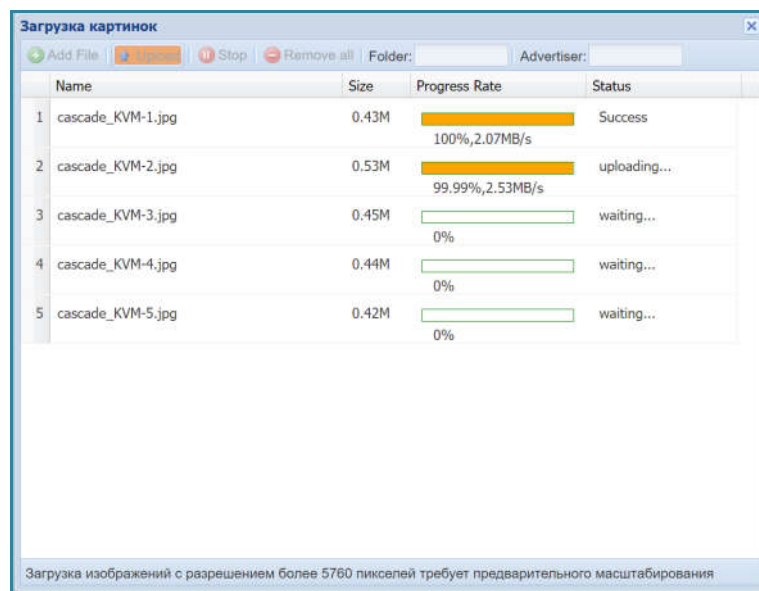 Загрузка картинок
Add File Upload Stop Remove all Folder: Advertiser:
Name Size Progress Rate Status
1 cascade_KVM-1.jpg 0.43M Success
100%,2.07MB/s
2 cascade_KVM-2.jpg 0.53M uploading...
99.99%,2.53MB/s
3 cascade_KVM-3.jpg 0.45M waiting...
0%
4 cascade_KVM-4.jpg 0.44M waiting...
0%
5 cascade_KVM-5.jpg 0.42M waiting...
0%
Загрузка изображений с разрешением более 5760 пикселей требует предварительного масштабирования